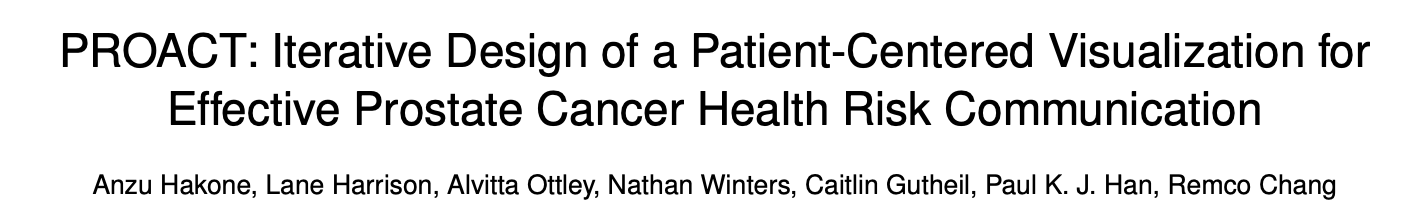 PROACT: Iterative Design of a Patient-Centered Visualization for
Effective Prostate Cancer Health Risk Communication
Anzu Hakone, Lane Harrison, Alvitta Ottley, Nathan Winters, Caitlin Gutheil, Paul K. J. Han, Remco Chang